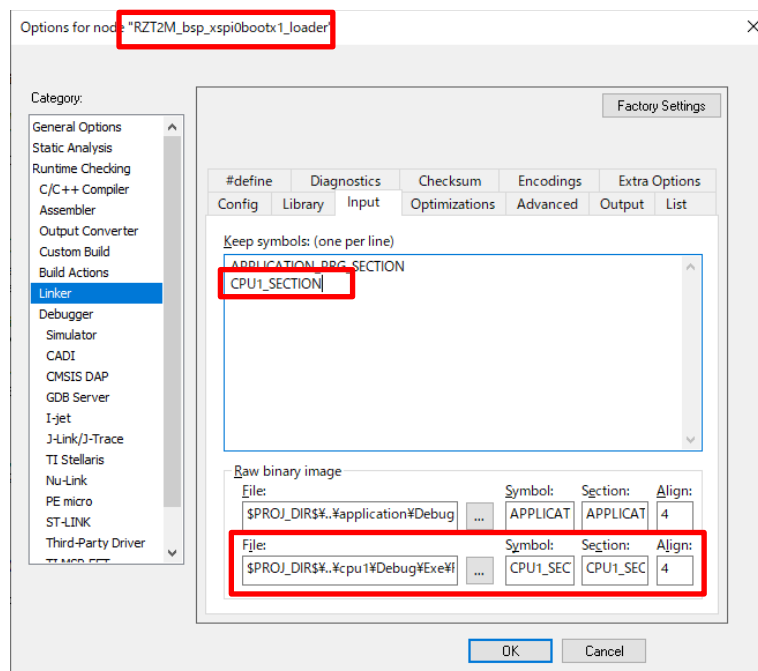 Options for node "RZT2M_bsp_xspi0bootx1_loader"
Category:
General Options
Static Analysis
Runtime Checking
C/C++ Compiler
Assembler
Output Converter
Custom Build
Build Actions
Linker
Debugger
Simulator
CADI
CMSIS DAP
GDB Server
I-jet
J-Link/J-Trace
TI Stellaris
Nu-Link
PE micro
ST-LINK
Third-Party Driver
TI MSP-FET
Factory Settings
#define Diagnostics Checksum Encodings Extra Options
Config Library Input Optimizations Advanced Output List
Keep symbols: (one per line)
APPLICATION_PRG_SECTION
CPU1_SECTION
Raw binary image
File: Symbol: Section: Align:
$PROJ_DIR$¥..¥application¥Debug ... APPLICAT APPLICAT 4
File: Symbol: Section: Align:
$PROJ_DIR$¥..¥cpu1¥Debug¥Exe¥ ... CPU1_SEC CPU1_SEC 4
OK Cancel